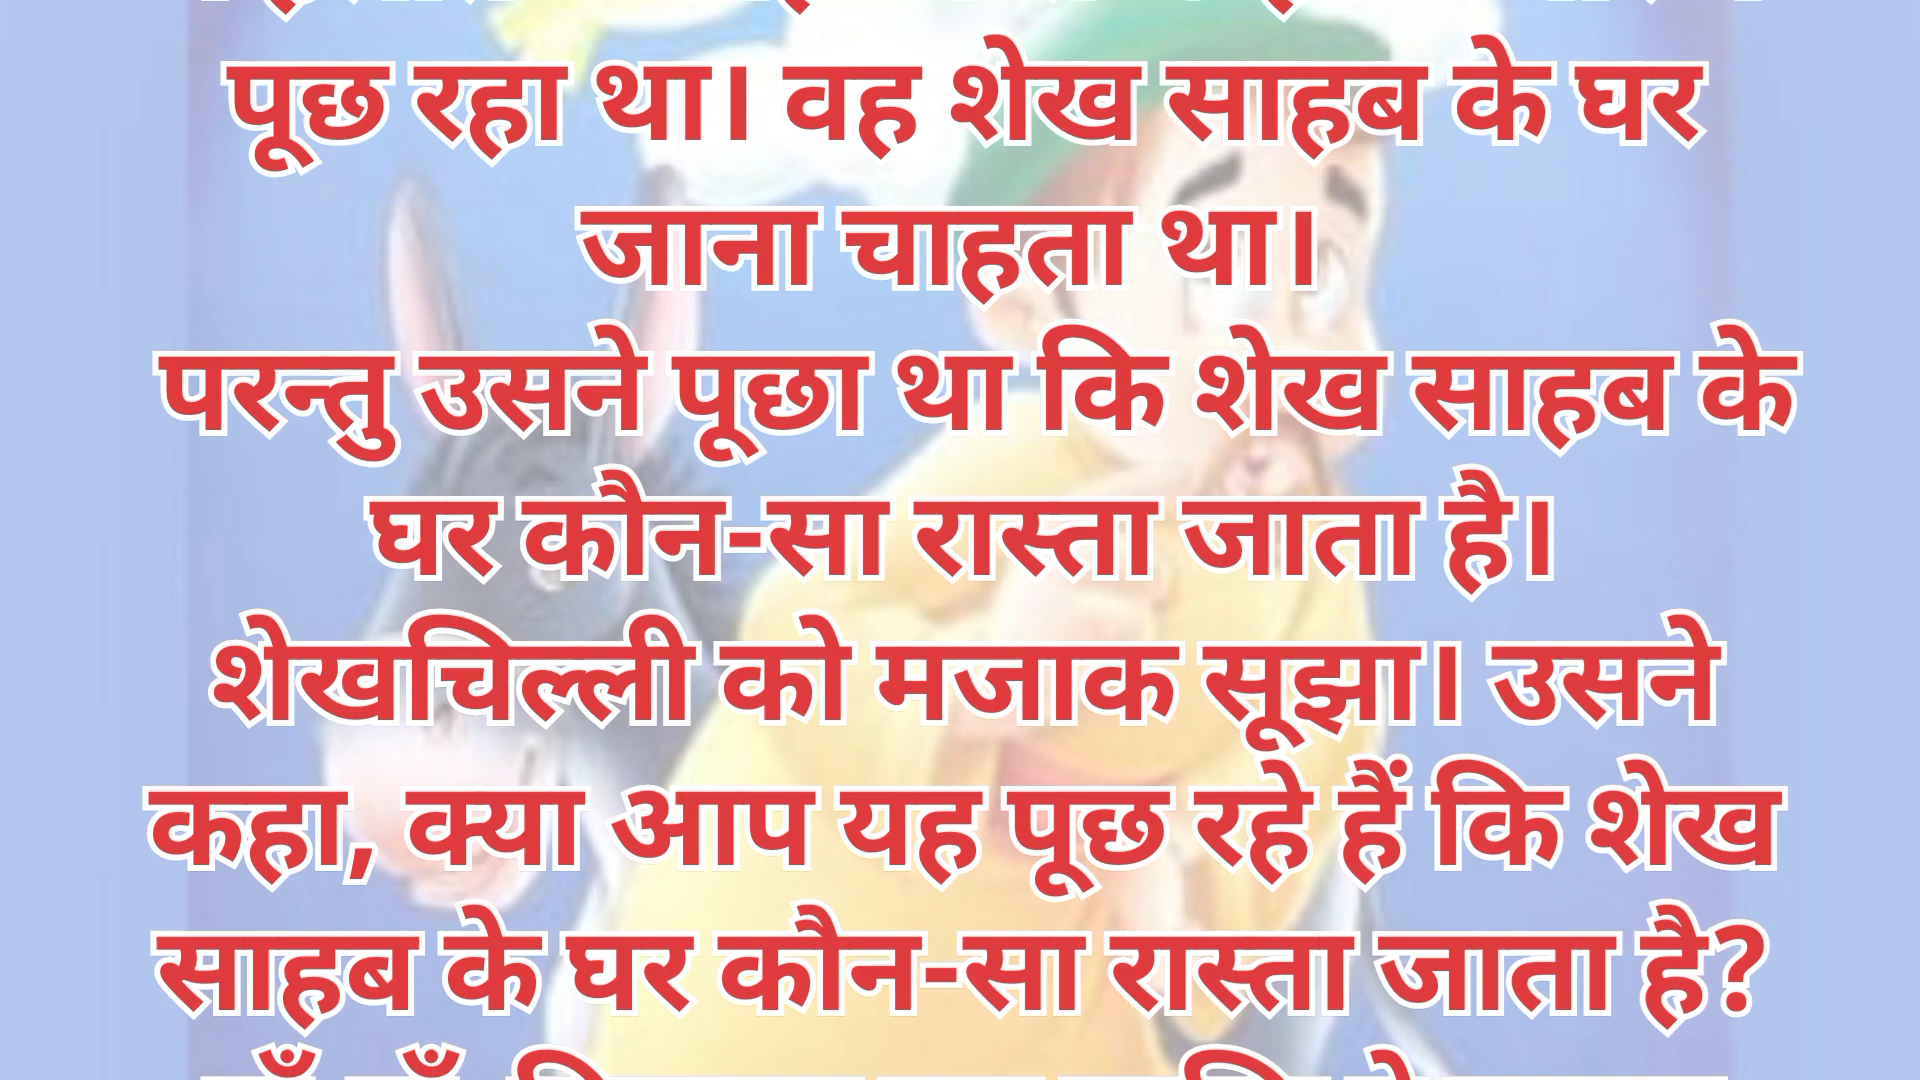 पूछ रहा था। वह शेख साहब के घर
जाना चाहता था।
परन्तु उसने पूछा था कि शेख साहब के
घर कौन-सा रास्ता जाता है।
शेखचिल्ली को मजाक सूझा। उसने
कहा, क्या आप यह पूछ रहे हैं कि शेख
साहब के घर कौन-सा रास्ता जाता है?